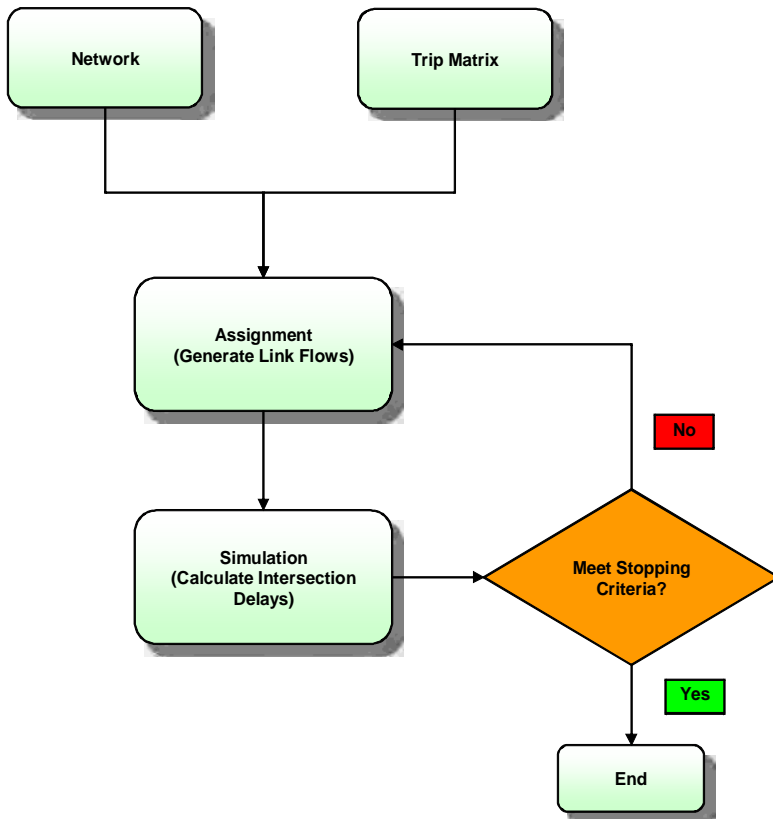 Network
Trip Matrix
Assignment
(Generate Link Flows)
No
Simulation
(Calculate Intersection
Delays)
Meet Stopping
Criteria?
Yes
End